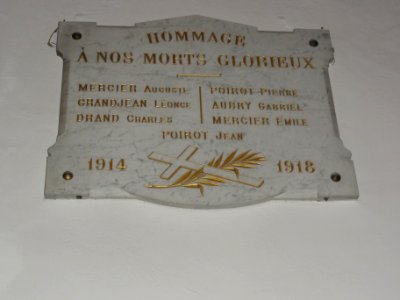 HOMMAGE
À NOS MORTS GLORIEUX
MERCIER AUGUSTE
GRANDJEAN LÉONCE
DRAND CHARLES
POIROT PIERRE
AUBRY GABRIEL
MERCIER EMILE
POIROT JEAN
1914 1918